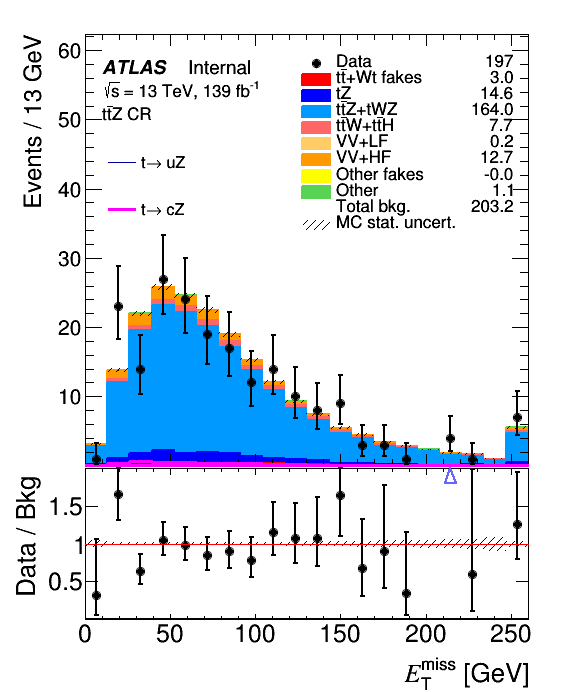 60
50
40
30
20
10
Events / 13 GeV
ATLAS Internal
√s = 13 TeV, 139 fb⁻¹
tt̄Z CR
t→ uZ
t→ cZ
Data 197
tt̄+Wt fakes 3.0
tZ 14.6
tt̄Z+tWZ 164.0
tt̄W+tt̄H 7.7
VV+LF 0.2
VV+HF 12.7
Other fakes -0.0
Other 1.1
Total bkg. 203.2
MC stat. uncert.
1.5
1
0.5
Data / Bkg
0 50 100 150 200 250
E_T^miss [GeV]